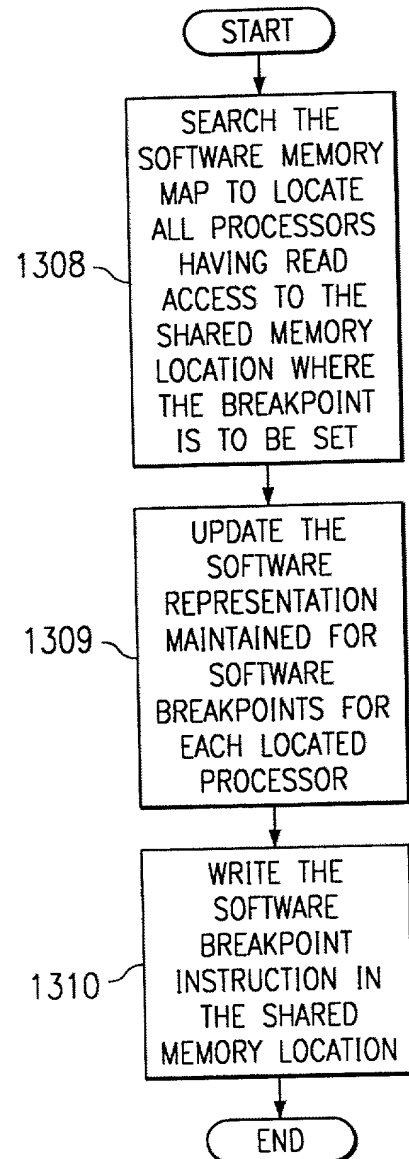 START
SEARCH THE
SOFTWARE MEMORY
MAP TO LOCATE
ALL PROCESSORS
HAVING READ
ACCESS TO THE
SHARED MEMORY
LOCATION WHERE
THE BREAKPOINT
IS TO BE SET
1308
UPDATE THE
SOFTWARE
REPRESENTATION
MAINTAINED FOR
SOFTWARE
BREAKPOINTS FOR
EACH LOCATED
PROCESSOR
1309
WRITE THE
SOFTWARE
BREAKPOINT
INSTRUCTION IN
THE SHARED
MEMORY LOCATION
1310
END